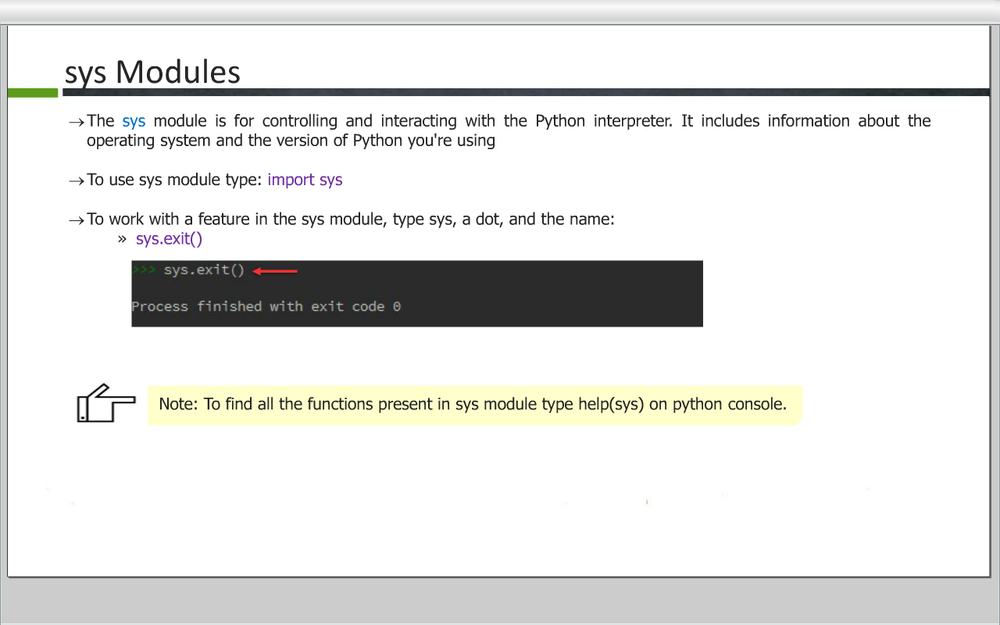 sys Modules
→The sys module is for controlling and interacting with the Python interpreter. It includes information about the
operating system and the version of Python you're using
→To use sys module type: import sys
→To work with a feature in the sys module, type sys, a dot, and the name:
» sys.exit()
>>> sys.exit()
Process finished with exit code 0
Note: To find all the functions present in sys module type help(sys) on python console.